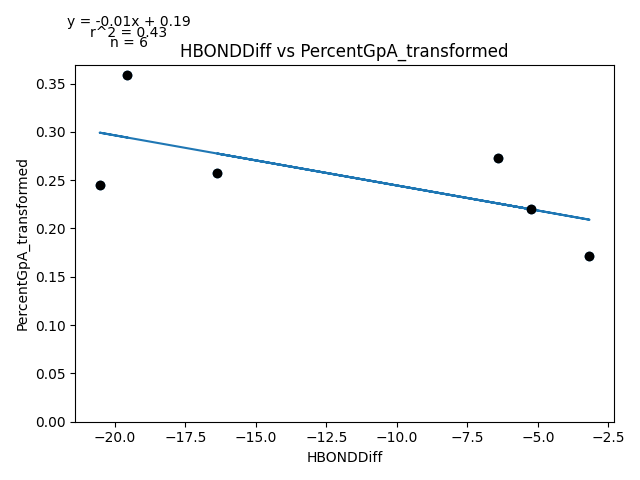 y = -0.01x + 0.19
r^2 = 0.43
n = 6
HBONDDiff vs PercentGpA_transformed
PercentGpA_transformed
0.35
0.30
0.25
0.20
0.15
0.10
0.05
0.00
−20.0 −17.5 −15.0 −12.5 −10.0 −7.5 −5.0 −2.5
HBONDDiff